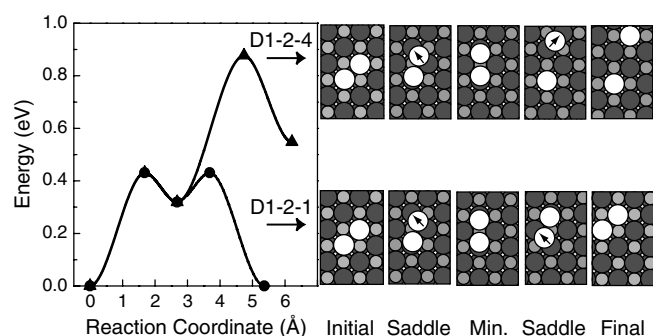 Energy (eV)
1.0
0.8
0.6
0.4
0.2
0.0
D1-2-4
D1-2-1
0 1 2 3 4 5 6
Reaction Coordinate (Å)
Initial Saddle Min. Saddle Final